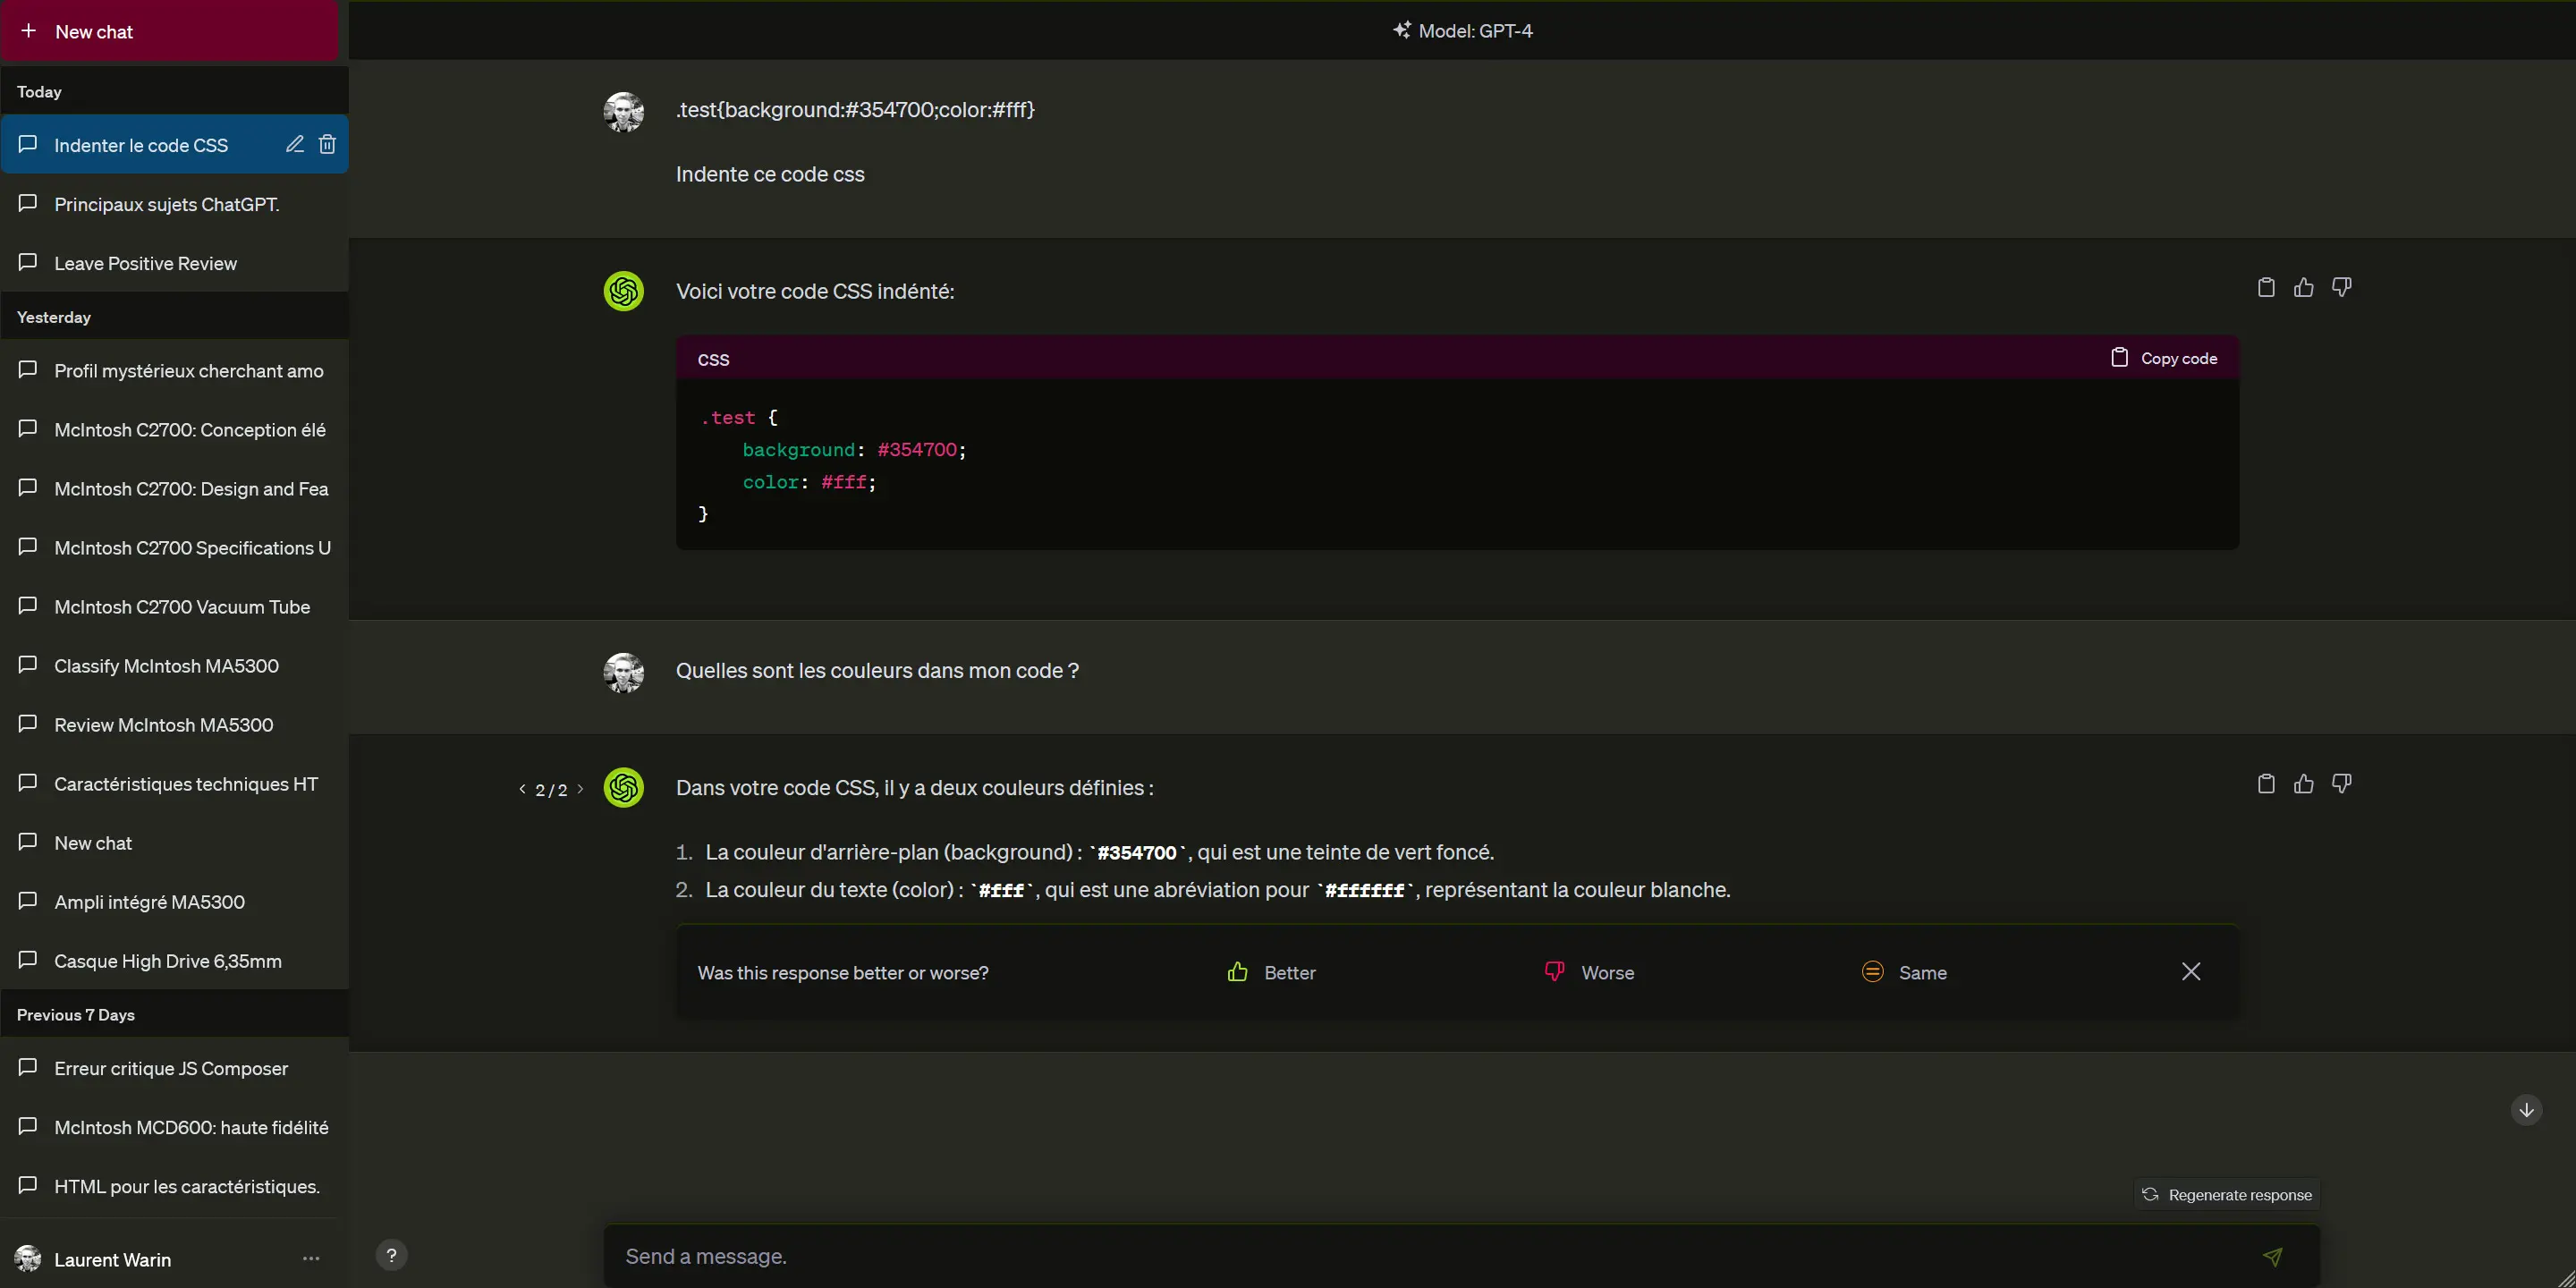 New chat
Today
Indenter le code CSS
Principaux sujets ChatGPT.
Leave Positive Review
Yesterday
Profil mystérieux cherchant amo
McIntosh C2700: Conception élé
McIntosh C2700: Design and Fea
McIntosh C2700 Specifications U
McIntosh C2700 Vacuum Tube
Classify McIntosh MA5300
Review McIntosh MA5300
Caractéristiques techniques HT
New chat
Ampli intégré MA5300
Casque High Drive 6,35mm
Previous 7 Days
Erreur critique JS Composer
McIntosh MCD600: haute fidélité
HTML pour les caractéristiques.
Laurent Warin
Model: GPT-4
.test{background:#354700;color:#fff}
Indente ce code css
Voici votre code CSS indénté:
css
Copy code
.test {
    background: #354700;
    color: #fff;
}
Quelles sont les couleurs dans mon code ?
2 / 2
Dans votre code CSS, il y a deux couleurs définies :
1. La couleur d'arrière-plan (background) : `#354700`, qui est une teinte de vert foncé.
2. La couleur du texte (color) : `#fff`, qui est une abréviation pour `#ffffff`, représentant la couleur blanche.
Was this response better or worse?
Better
Worse
Same
Regenerate response
?
Send a message.